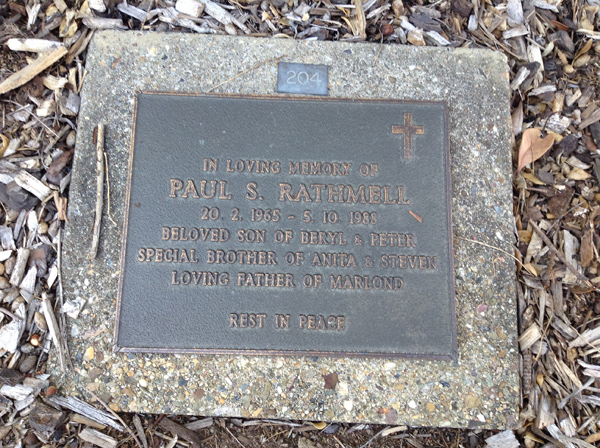 204
IN LOVING MEMORY OF
PAUL S. RATHMELL
20. 2. 1965 - 5. 10. 1988
BELOVED SON OF BERYL & PETER
SPECIAL BROTHER OF ANITA & STEVEN
LOVING FATHER OF MARLOND
REST IN PEACE